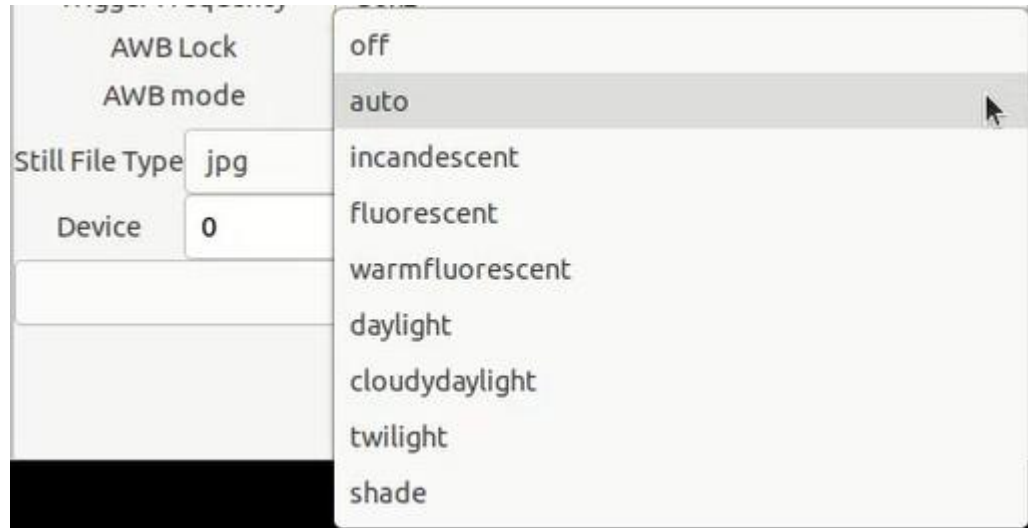 AWB Lock
AWB mode
Still File Type jpg
Device 0
off
auto
incandescent
fluorescent
warmfluorescent
daylight
cloudydaylight
twilight
shade